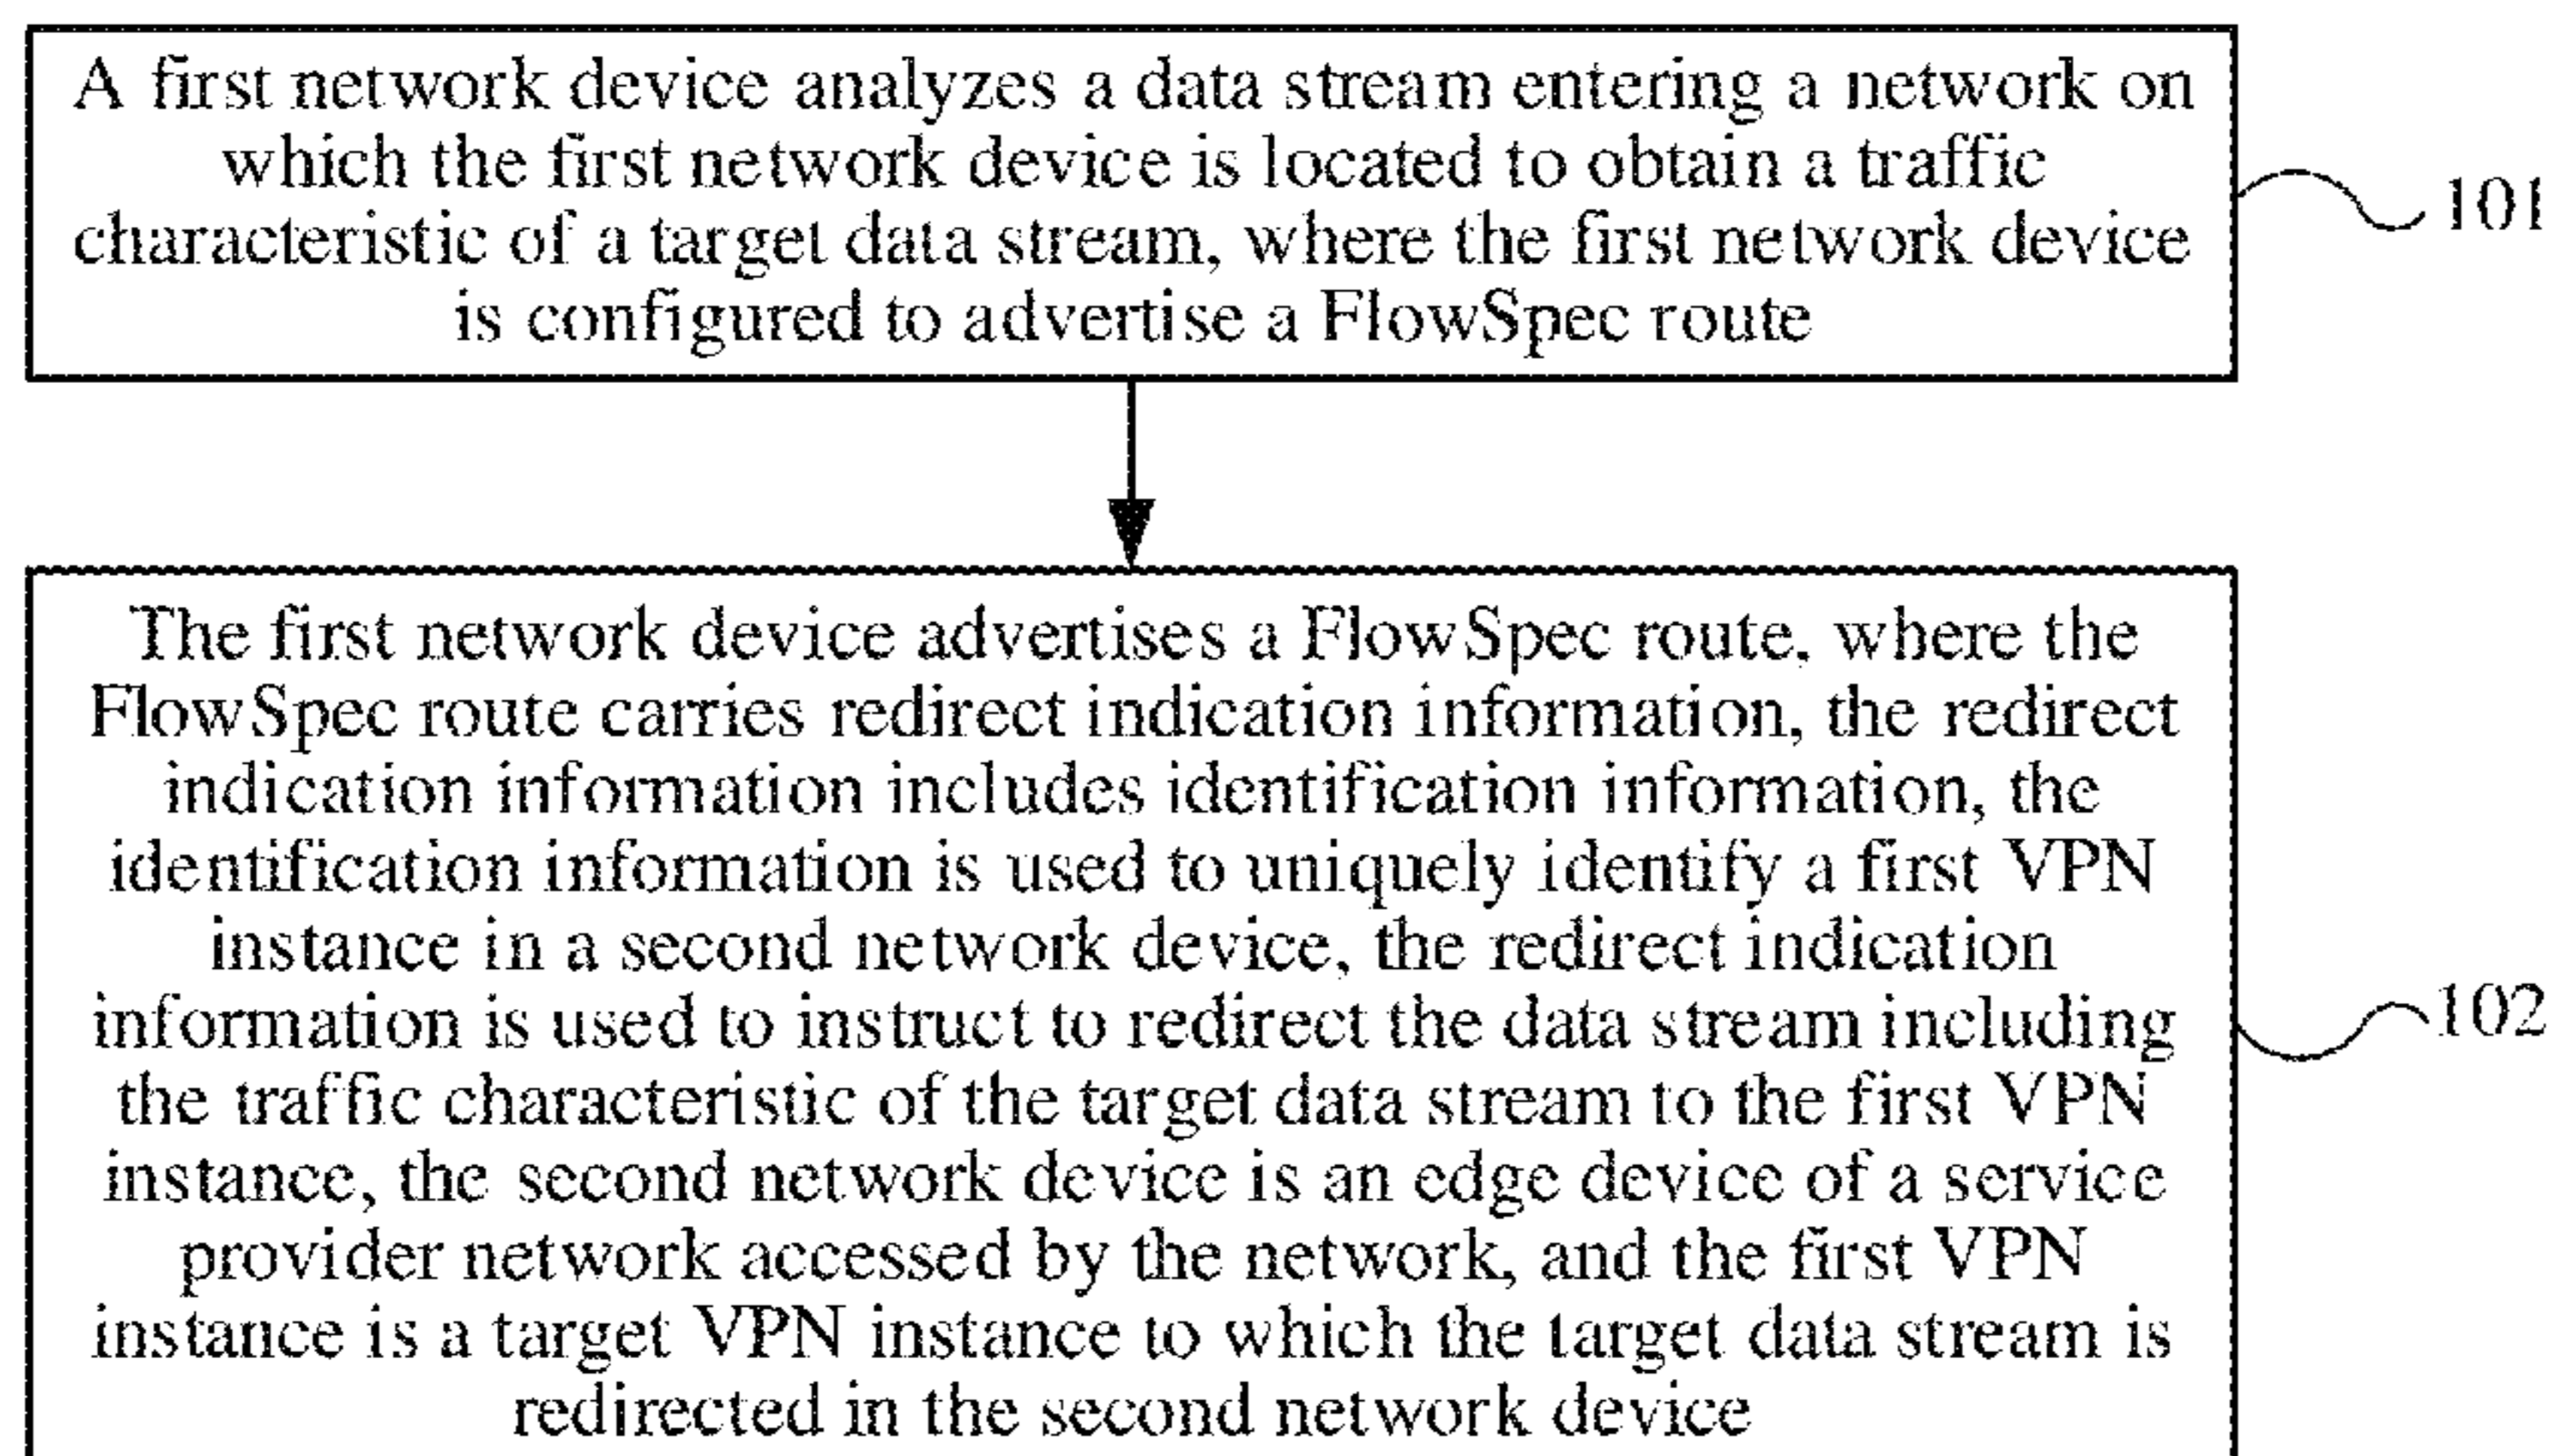 A first network device analyzes a data stream entering a network on
which the first network device is located to obtain a traffic
characteristic of a target data stream, where the first network device
is configured to advertise a FlowSpec route
101
The first network device advertises a FlowSpec route, where the
FlowSpec route carries redirect indication information, the redirect
indication information includes identification information, the
identification information is used to uniquely identify a first VPN
instance in a second network device, the redirect indication
information is used to instruct to redirect the data stream including
the traffic characteristic of the target data stream to the first VPN
instance, the second network device is an edge device of a service
provider network accessed by the network, and the first VPN
instance is a target VPN instance to which the target data stream is
redirected in the second network device
102